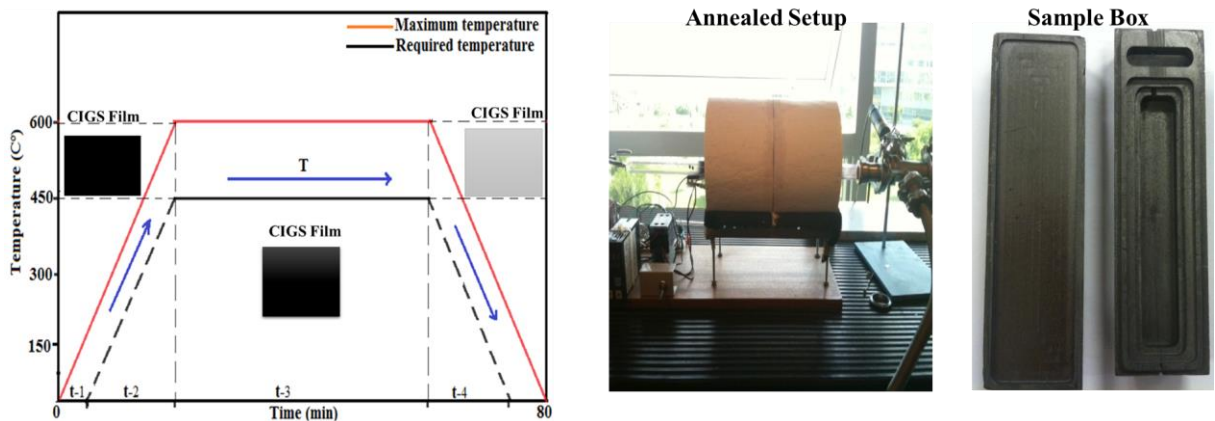 Annealed Setup
Sample Box
Maximum temperature
Required temperature
CIGS Film
CIGS Film
600
T
450
CIGS Film
300
150
Temperature (C°)
t-1
t-2
t-3
t-4
0
Time (min)
80